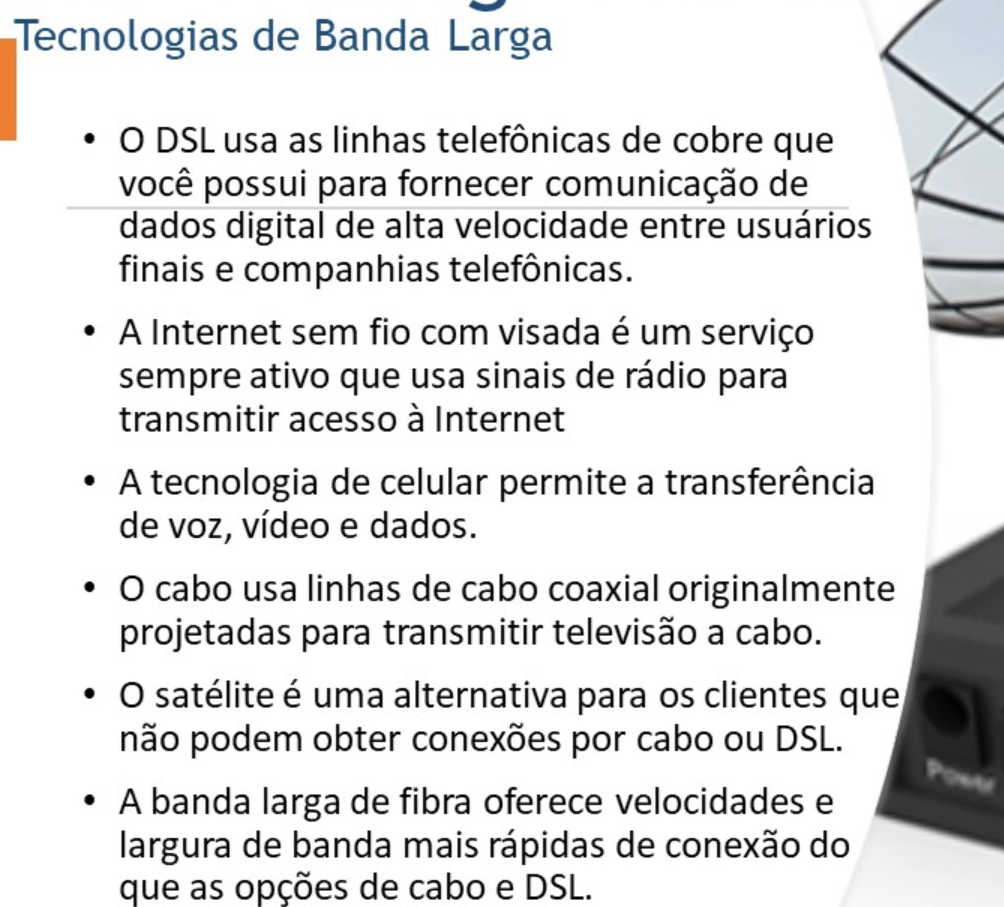 Tecnologias de Banda Larga
• O DSL usa as linhas telefônicas de cobre que
você possui para fornecer comunicação de
dados digital de alta velocidade entre usuários
finais e companhias telefônicas.
• A Internet sem fio com visada é um serviço
sempre ativo que usa sinais de rádio para
transmitir acesso à Internet
• A tecnologia de celular permite a transferência
de voz, vídeo e dados.
• O cabo usa linhas de cabo coaxial originalmente
projetadas para transmitir televisão a cabo.
• O satélite é uma alternativa para os clientes que
não podem obter conexões por cabo ou DSL.
• A banda larga de fibra oferece velocidades e
largura de banda mais rápidas de conexão do
que as opções de cabo e DSL.
Power